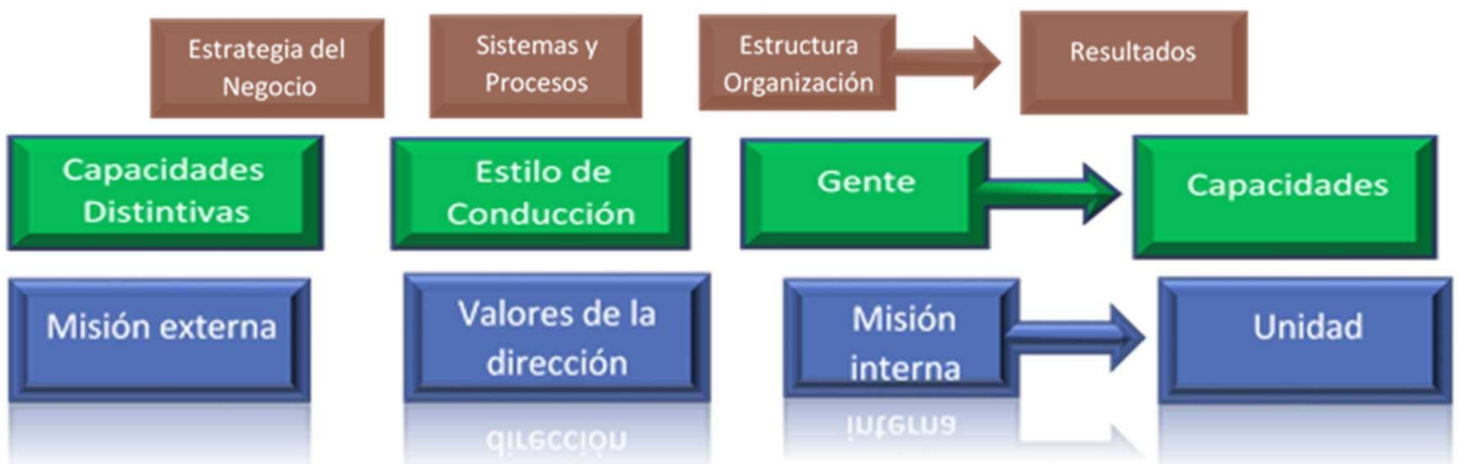 Estrategia del
Negocio
Sistemas y
Procesos
Estructura
Organización
Resultados
Capacidades
Distintivas
Estilo de
Conducción
Gente
Capacidades
Misión externa
Valores de la
dirección
Misión
interna
Unidad